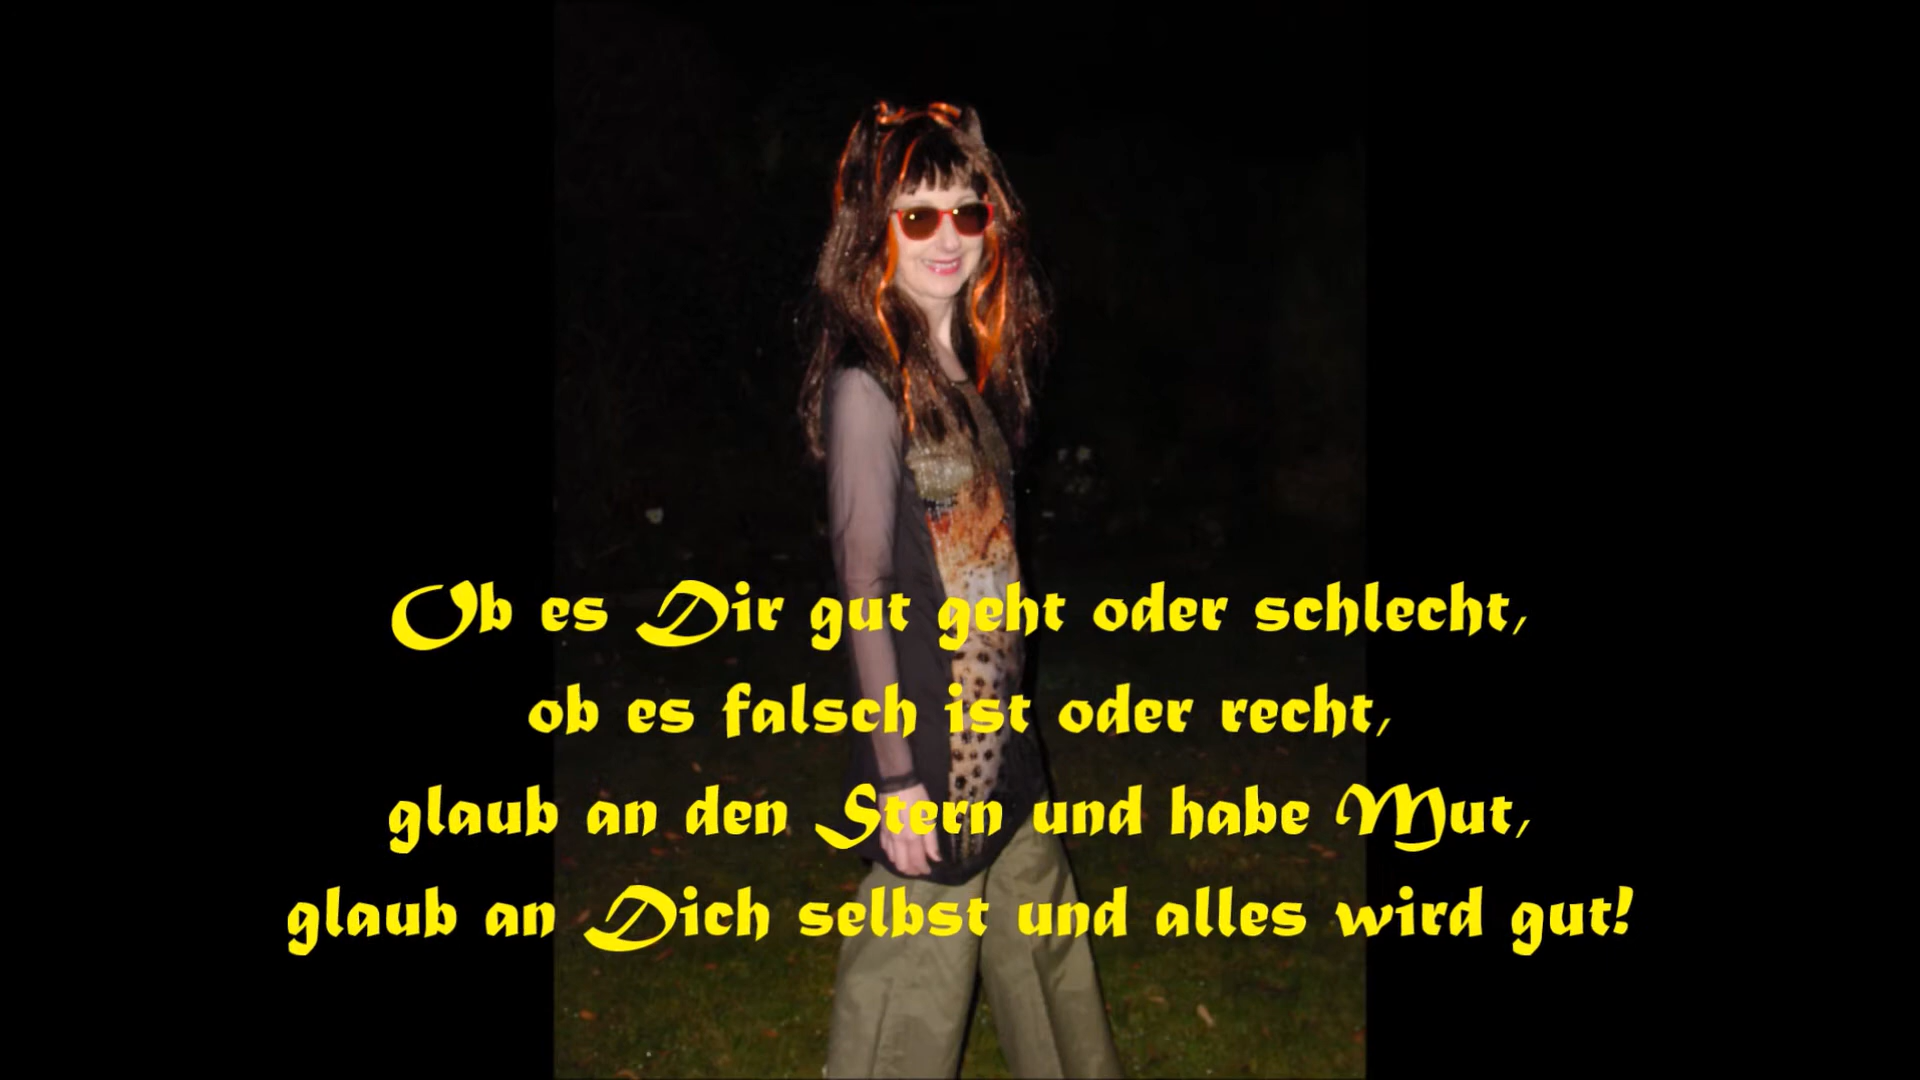 Ob es Dir gut geht oder schlecht,
ob es falsch ist oder recht,
glaub an den Stern und habe Mut,
glaub an Dich selbst und alles wird gut!